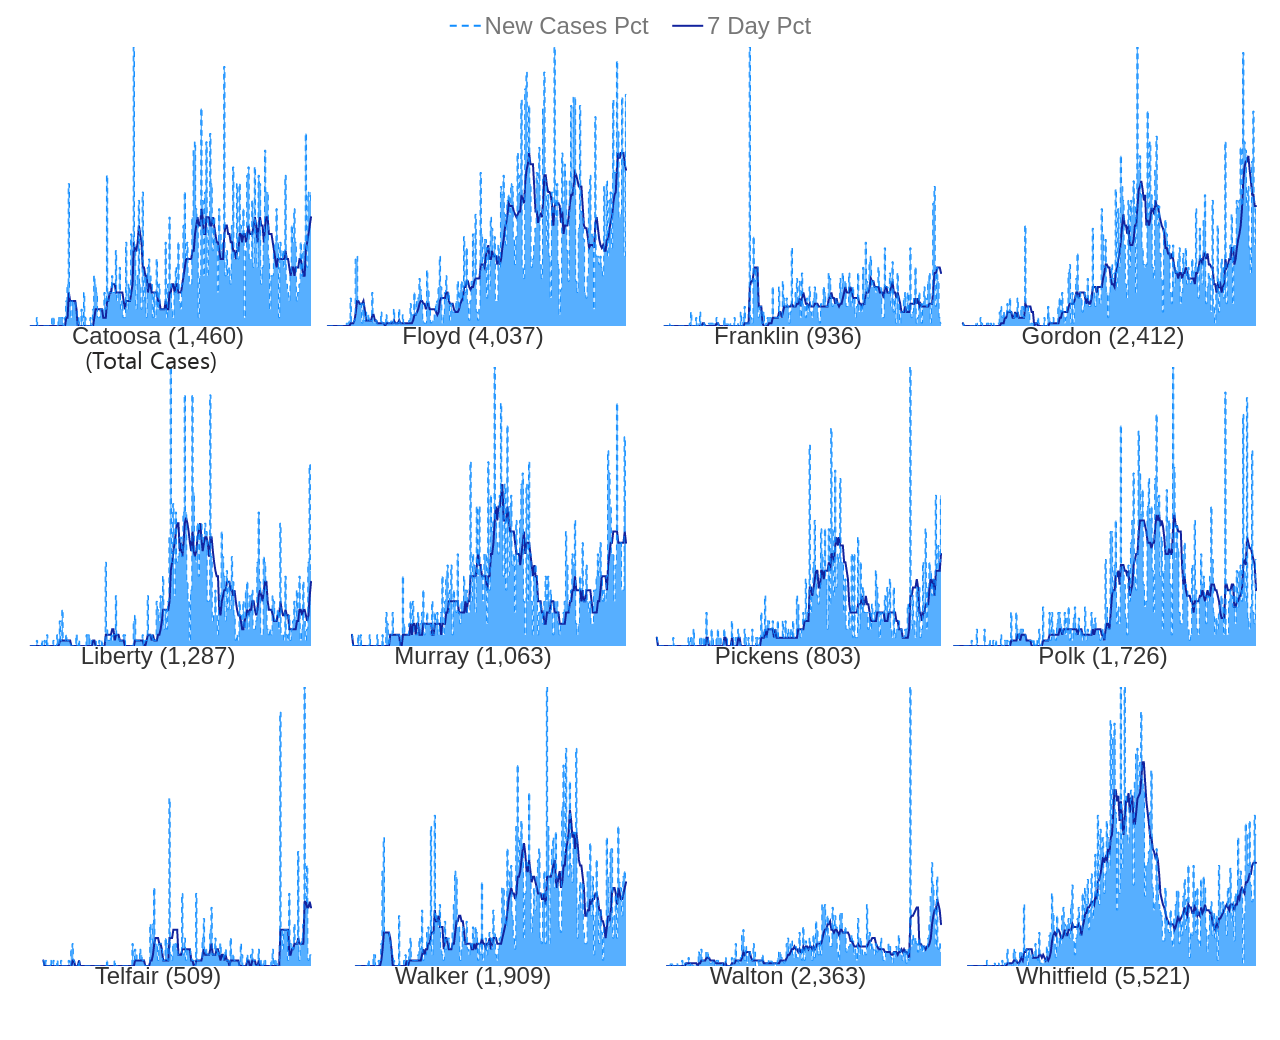 New Cases Pct 7 Day Pct
Catoosa (1,460) Floyd (4,037) Franklin (936) Gordon (2,412)
(Total Cases)
Liberty (1,287) Murray (1,063) Pickens (803) Polk (1,726)
Telfair (509) Walker (1,909) Walton (2,363) Whitfield (5,521)